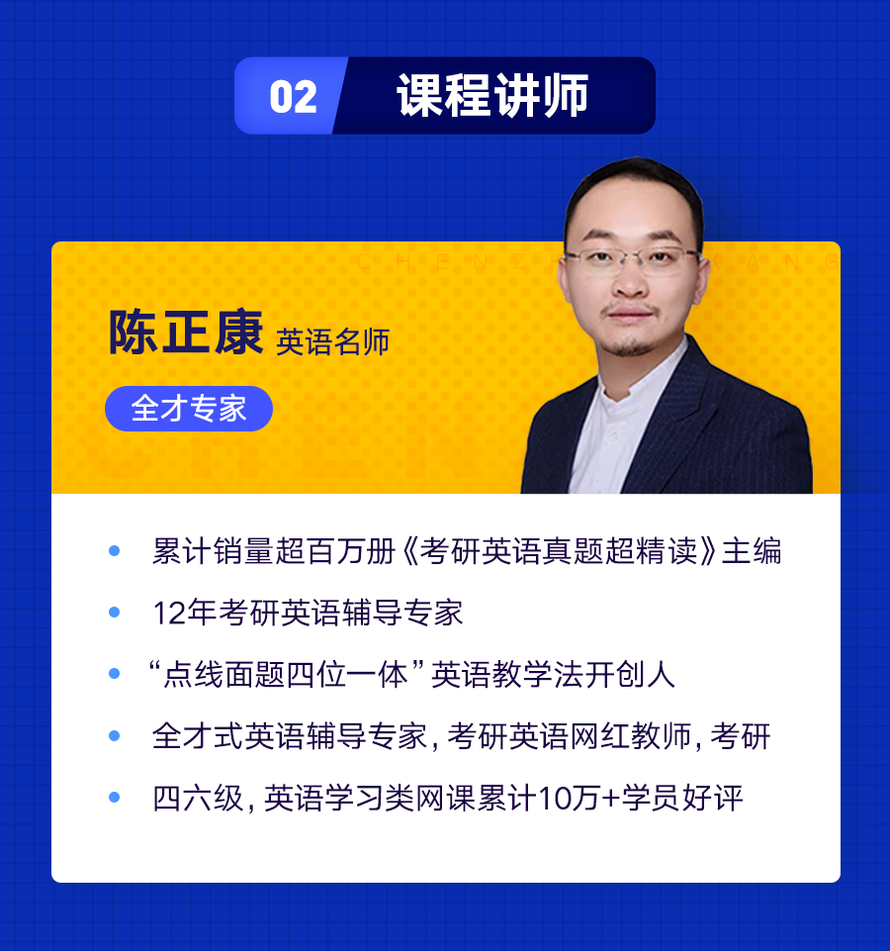 02 课程讲师
CHENZ KANG
陈正康 英语名师
全才专家
累计销量超百万册《考研英语真题超精读》主编
12年考研英语辅导专家
“点线面题四位一体”英语教学法开创人
全才式英语辅导专家,考研英语网红教师,考研
四六级,英语学习类网课累计10万+学员好评